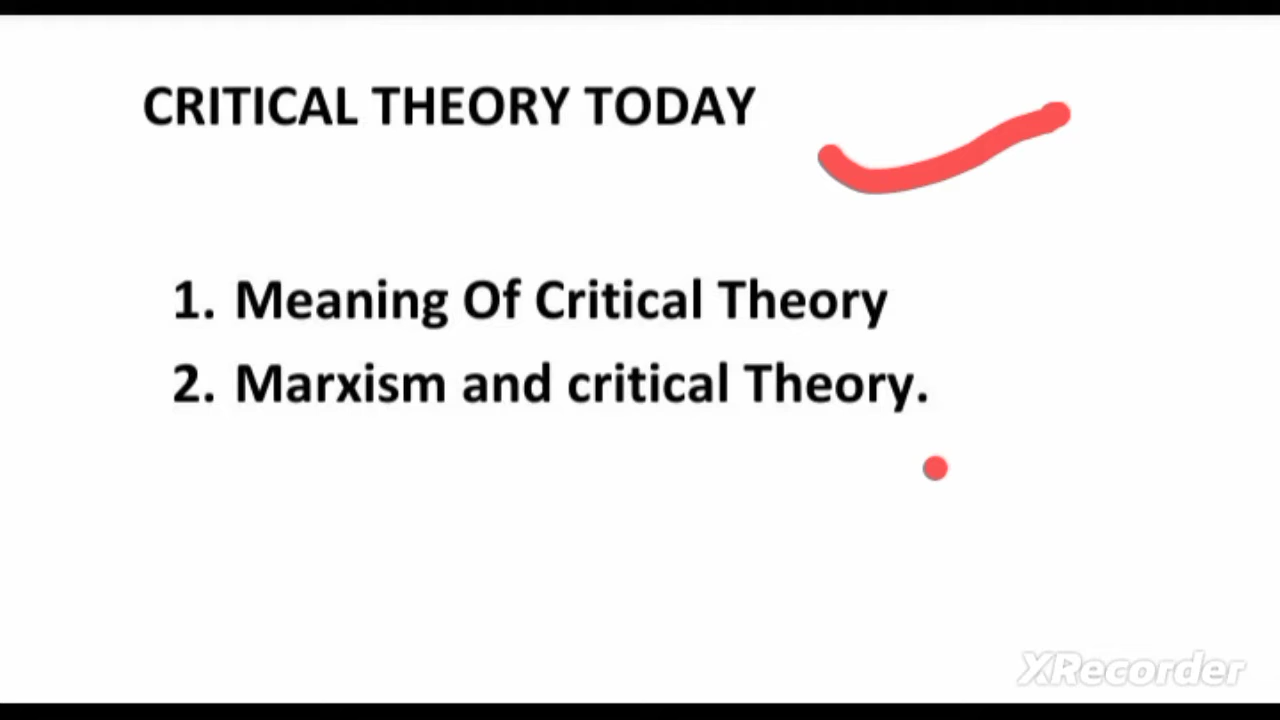 CRITICAL THEORY TODAY
1. Meaning Of Critical Theory
2. Marxism and critical Theory.
XRecorder